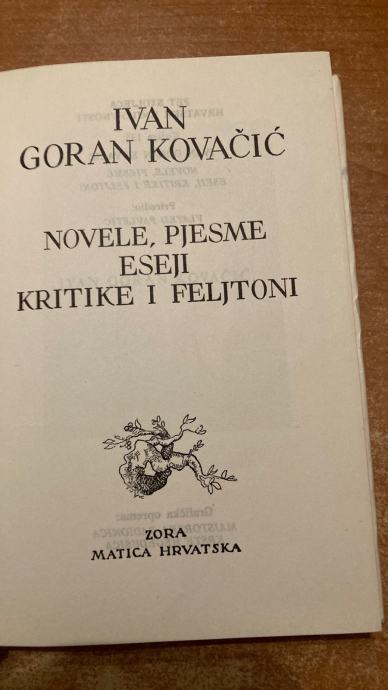 IVAN
GORAN KOVAČIĆ
NOVELE, PJESME
ESEJI
KRITIKE I FELJTONI
ZORA
MATICA HRVATSKA